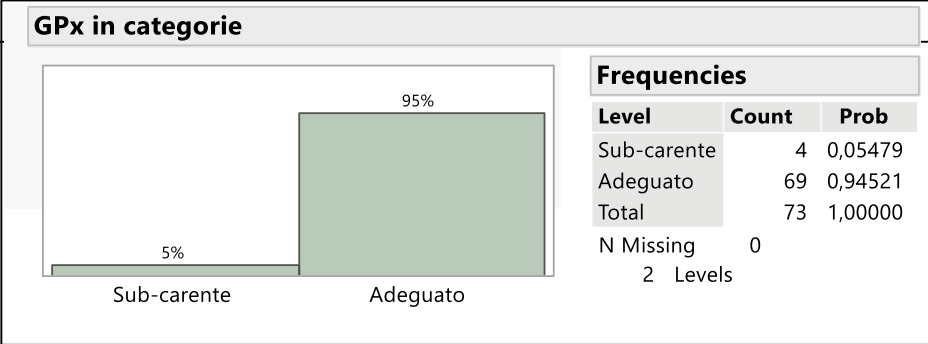 GPx in categorie
95%
5%
Sub-carente Adeguato
Frequencies
Level Count Prob
Sub-carente 4 0,05479
Adeguato 69 0,94521
Total 73 1,00000
N Missing 0
2 Levels